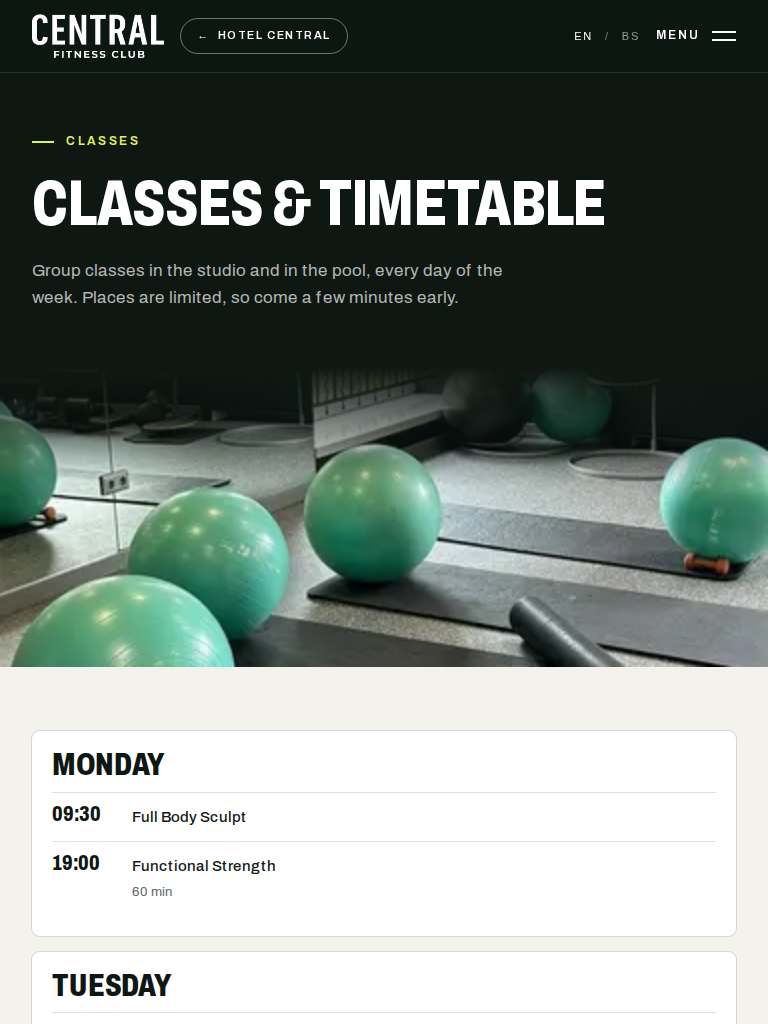 CENTRAL
FITNESS CLUB
← HOTEL CENTRAL
EN / BS
MENU
CLASSES
CLASSES & TIMETABLE
Group classes in the studio and in the pool, every day of the
week. Places are limited, so come a few minutes early.
MONDAY
09:30 Full Body Sculpt
19:00 Functional Strength
60 min
TUESDAY